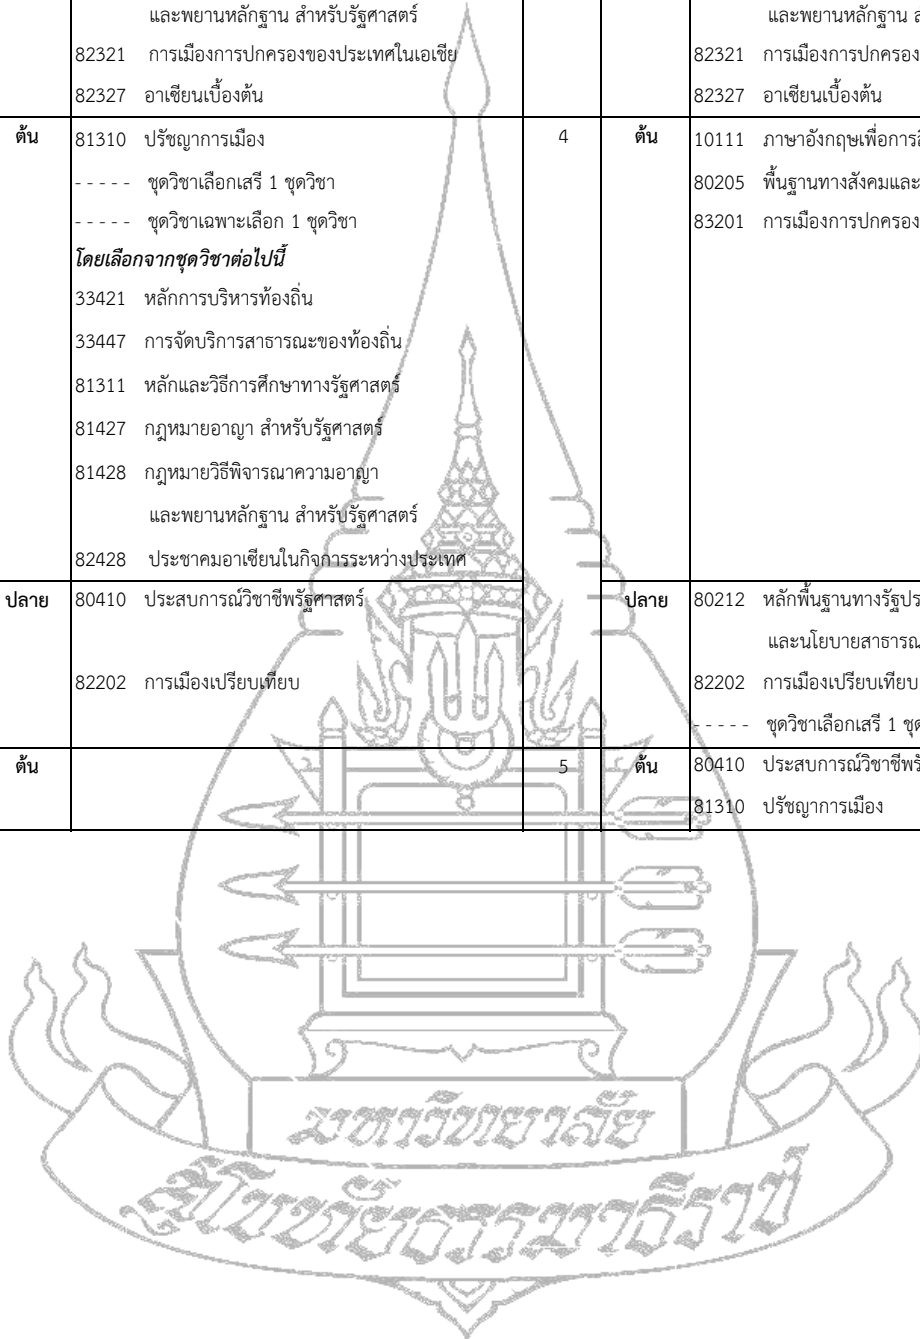 และพยานหลักฐาน สำหรับรัฐศาสตร์
82321 การเมืองการปกครองของประเทศในเอเชีย
82327 อาเซียนเบื้องต้น
ต้น 81310 ปรัชญาการเมือง
- - - - - ชุดวิชาเลือกเสรี 1 ชุดวิชา
- - - - - ชุดวิชาเฉพาะเลือก 1 ชุดวิชา
โดยเลือกจากชุดวิชาต่อไปนี้
33421 หลักการบริหารท้องถิ่น
33447 การจัดบริการสาธารณะของท้องถิ่น
81311 หลักและวิธีการศึกษาทางรัฐศาสตร์
81427 กฎหมายอาญา สำหรับรัฐศาสตร์
81428 กฎหมายวิธีพิจารณาความอาญา
และพยานหลักฐาน สำหรับรัฐศาสตร์
82428 ประชาคมอาเซียนในกิจการระหว่างประเทศ
ปลาย 80410 ประสบการณ์วิชาชีพรัฐศาสตร์
82202 การเมืองเปรียบเทียบ
ต้น
และพยานหลักฐาน
82321 การเมืองการปกครอง
82327 อาเซียนเบื้องต้น
4 ต้น 10111 ภาษาอังกฤษเพื่อการ
80205 พื้นฐานทางสังคมและ
83201 การเมืองการปกครอง
ปลาย 80212 หลักพื้นฐานทาง
และนโยบาย
82202 การเมืองเปรียบเทียบ
- - - - - ชุดวิชาเลือกเสรี 1
5 ต้น 80410 ประสบการณ์
81310 ปรัชญาการเมือง
มหาวิทยาลัย
สุโขทัยธรรมาธิราช